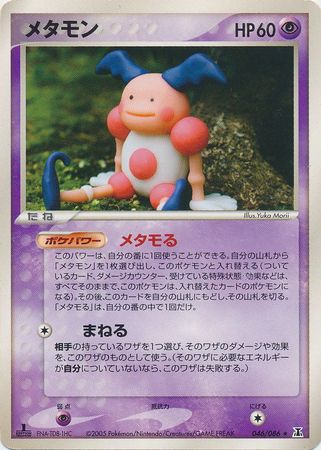 メタモン HP60
たね
Illus.Yuka Morii
ポケパワー メタモる
このパワーは、自分の番に1回使うことができる。自分の山札から
「メタモン」を1枚選び出し、このポケモンと入れ替える(ついて
いるカード、ダメージカウンター、受けている特殊状態・効果などは、
すべてそのままで、このポケモンは、入れ替えたカードのポケモンに
なる)。その後、このカードを自分の山札にもどし、その山札を切る。
「メタモる」は、自分の番の中で1回だけ。
まねる
相手の持っているワザを1つ選び、そのワザのダメージと効果を、
このワザのものとして使う。(そのワザに必要なエネルギーが
自分についていないなら、このワザは失敗する。)
弱点 抵抗力 にげる
1 EDITION FNA-TDB-1HC ©2005 Pokémon/Nintendo/Creatures/GAME FREAK 046/086 ★